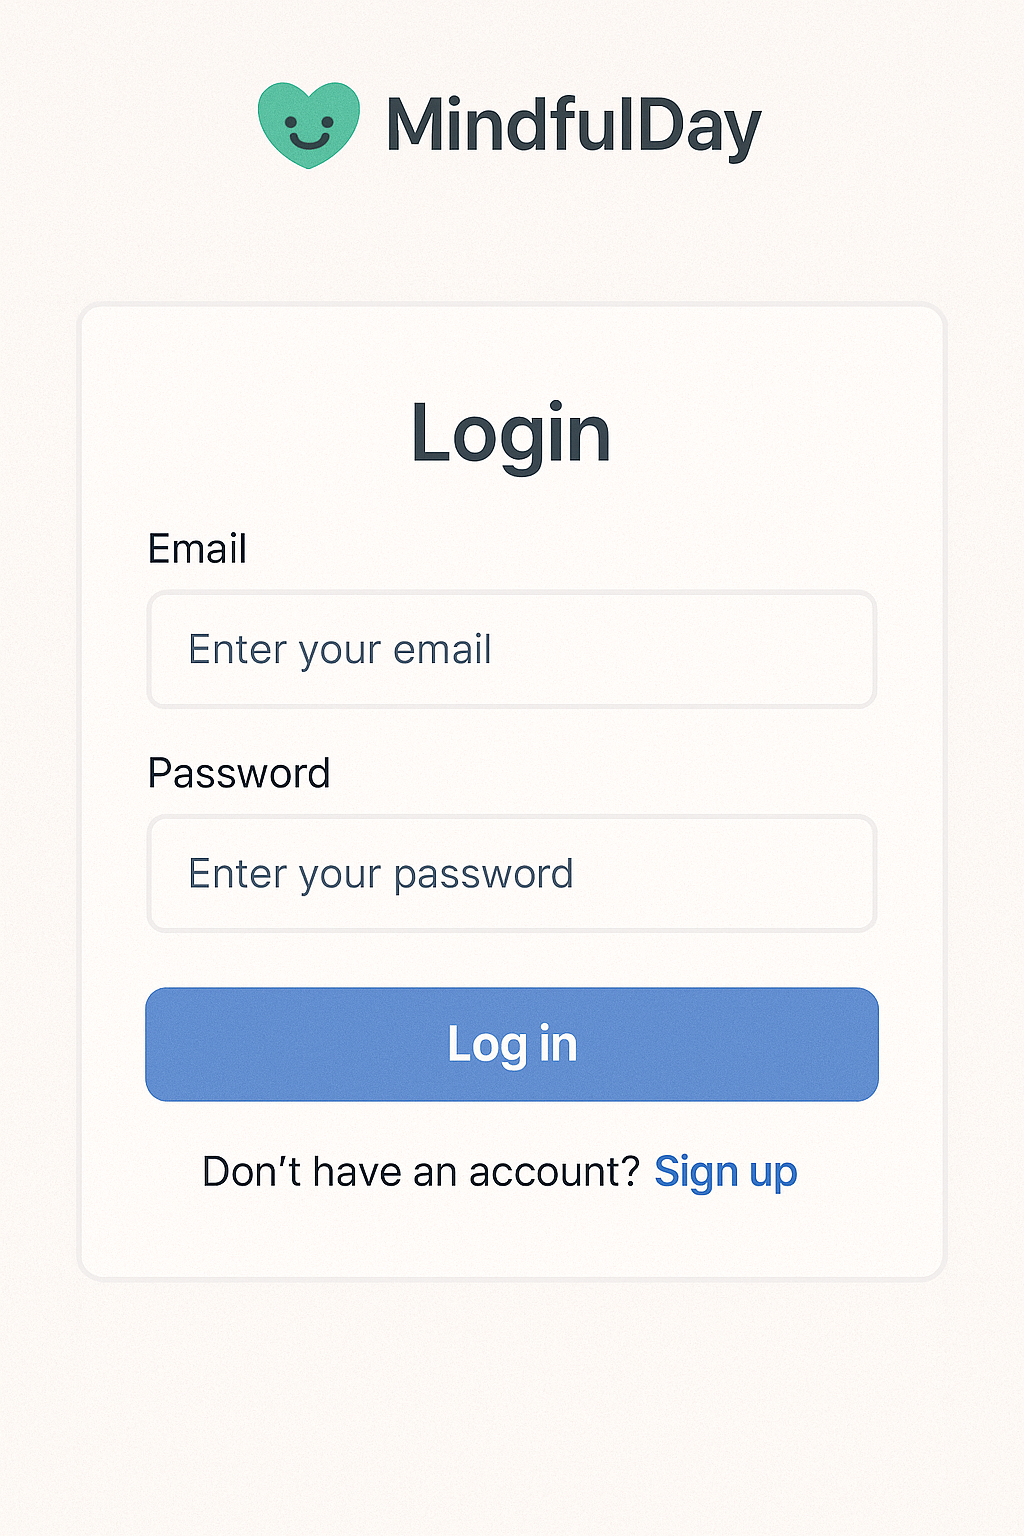 MindfulDay
Login
Email
Enter your email
Password
Enter your password
Log in
Don’t have an account? Sign up